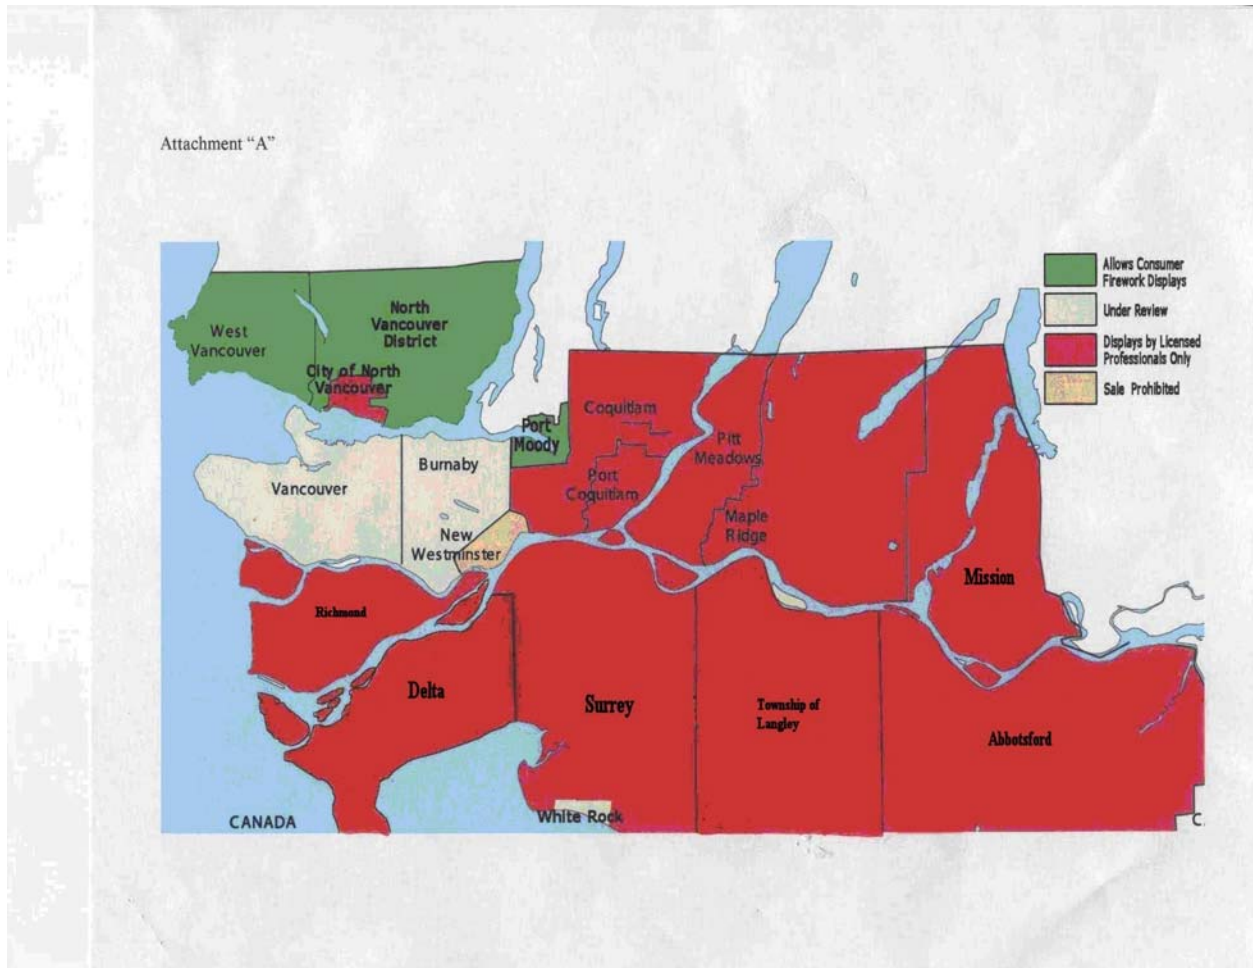 Attachment "A"
Allows Consumer
Firework Displays
Under Review
Displays by Licensed
Professionals Only
Sale Prohibited
West
Vancouver
North
Vancouver
District
City of North
Vancouver
Port
Moody
Coquitlam
Pitt
Meadows
Port
Coquitlam
Maple
Ridge
Vancouver
Burnaby
New
Westminster
Mission
Richmond
Delta
Surrey
Township of
Langley
Abbotsford
White Rock
CANADA
C